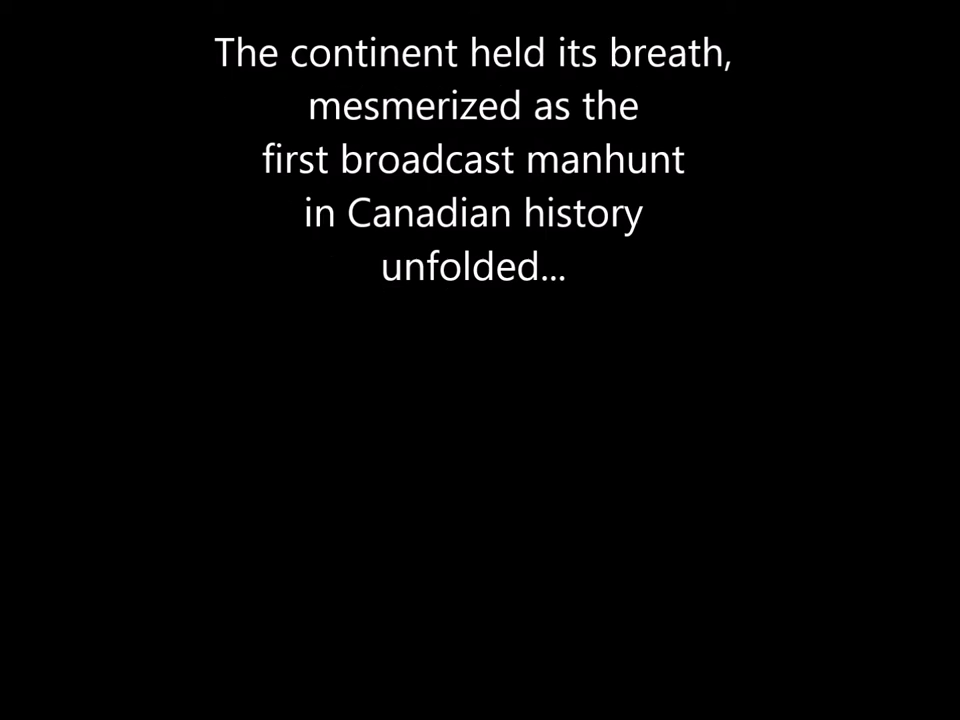 The continent held its breath,
mesmerized as the
first broadcast manhunt
in Canadian history
unfolded...